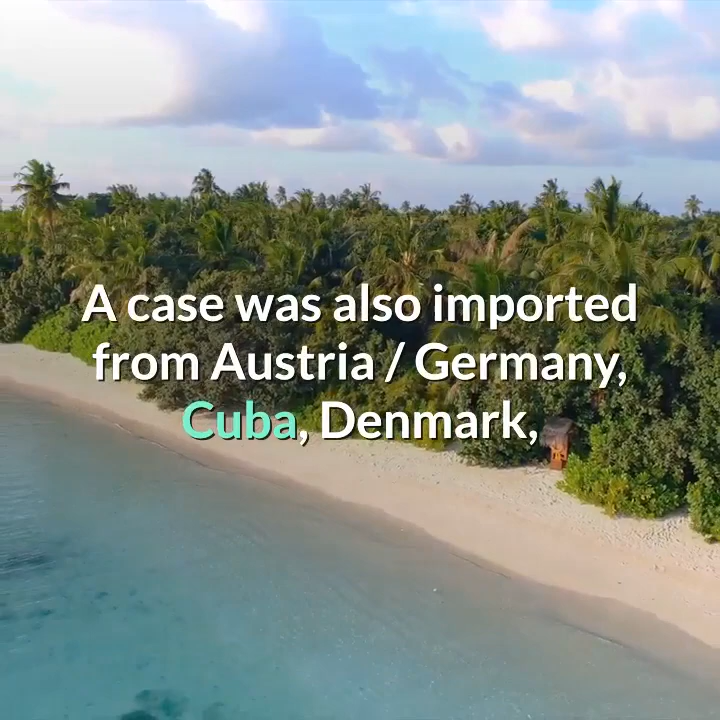 A case was also imported
from Austria / Germany,
Cuba, Denmark,